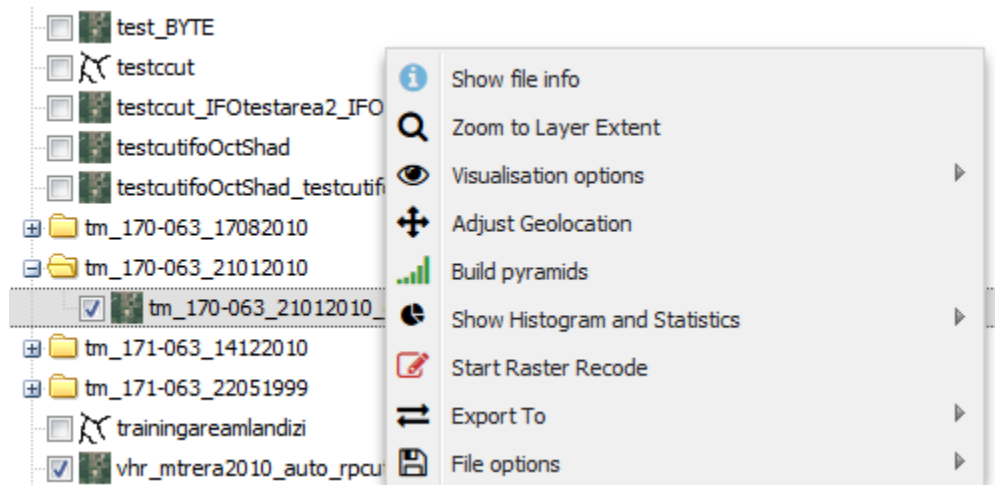 test_BYTE
testccut
testccut_IFOtestarea2_IFO
testcutifoOctShad
testcutifoOctShad_testcutif
tm_170-063_17082010
tm_170-063_21012010
tm_170-063_21012010_
tm_171-063_14122010
tm_171-063_22051999
trainingareamlandizi
vhr_mtrera2010_auto_rpcu
Show file info
Zoom to Layer Extent
Visualisation options
Adjust Geolocation
Build pyramids
Show Histogram and Statistics
Start Raster Recode
Export To
File options